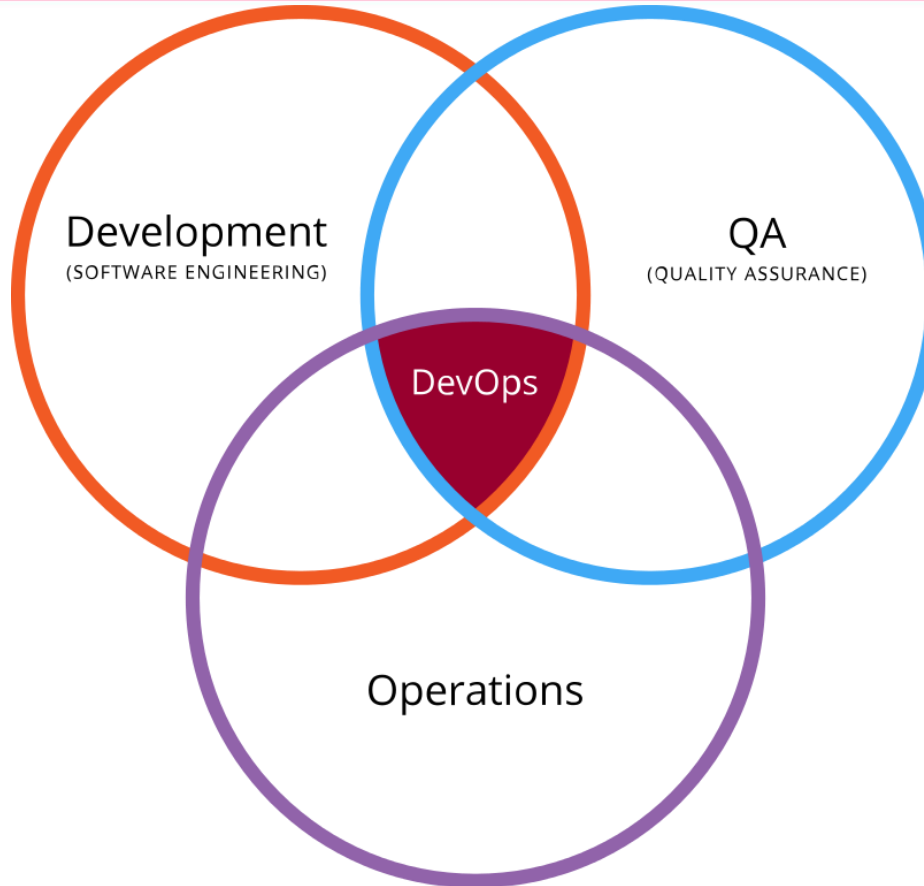 Development
(SOFTWARE ENGINEERING)
QA
(QUALITY ASSURANCE)
DevOps
Operations